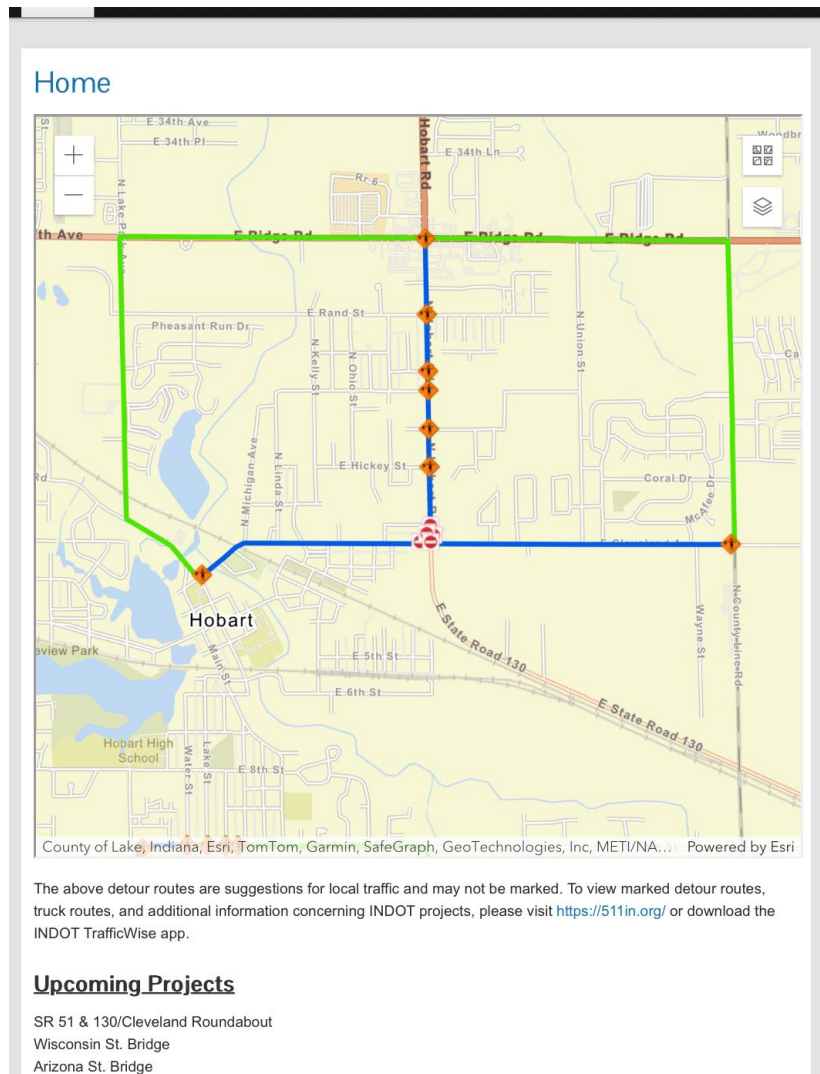 Home
E 34th Ave
E 34th Pl
Hobart Rd
E 34th Ln
Woodbr
Rr 6
N Lake Park Ave
th Ave
E Ridge Rd
E Ridge Rd
E Ridge Rd
E Rand St
Pheasant Run Dr
N Kelly St
N Ohio St
N Union St
Ca
N Michigan Ave
N Linda St
E Hickey St
Rd
Coral Dr
McAfee Dr
Hobart
E State Road 130
Wayne St
N County Line Rd
eview Park
Main St
E 5th St
E 6th St
E State Road 130
Hobart High
School
Water St
Lake St
E 8th St
County of Lake, Indiana, Esri, TomTom, Garmin, SafeGraph, GeoTechnologies, Inc, METI/NA... Powered by Esri
The above detour routes are suggestions for local traffic and may not be marked. To view marked detour routes,
truck routes, and additional information concerning INDOT projects, please visit https://511in.org/ or download the
INDOT TrafficWise app.
Upcoming Projects
SR 51 & 130/Cleveland Roundabout
Wisconsin St. Bridge
Arizona St. Bridge